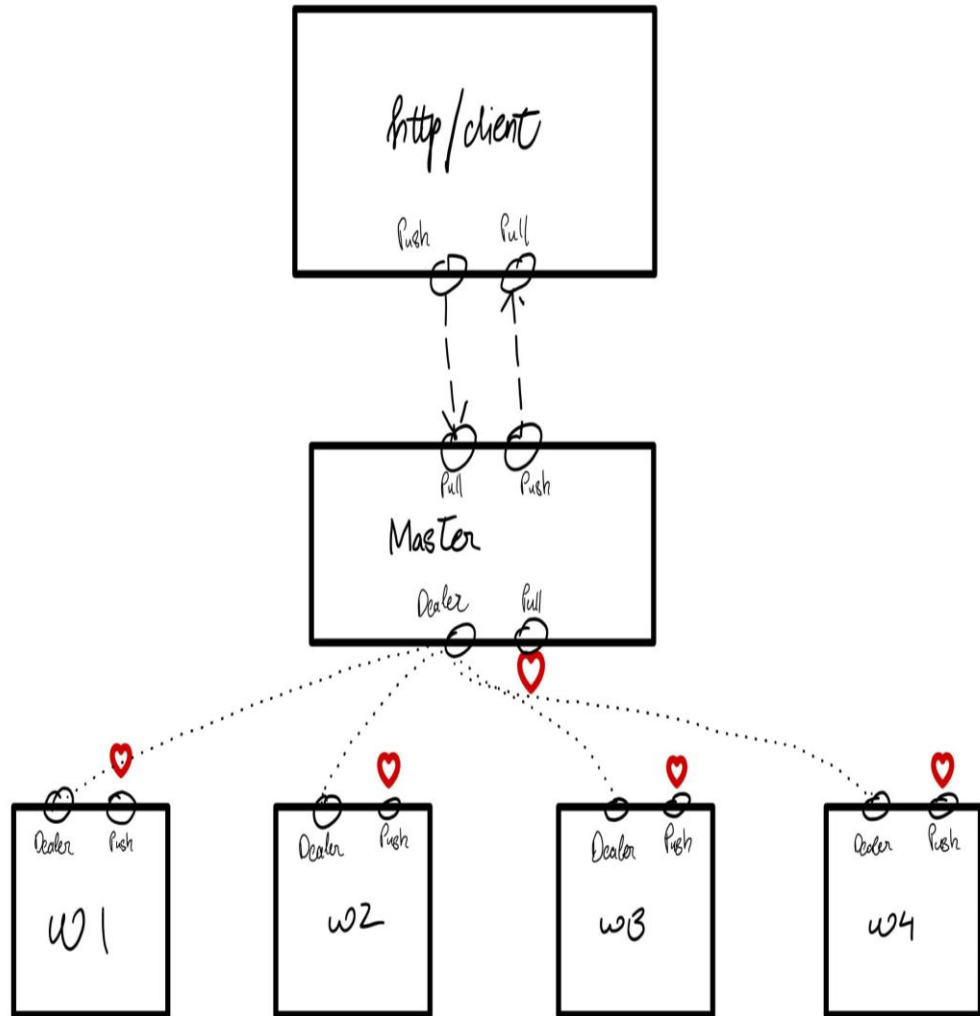 http/client
Push Pull
Pull Push
Master
Dealer Pull
Dealer Push
Dealer Push
Dealer Push
Dealer Push
W1
w2
w3
w4